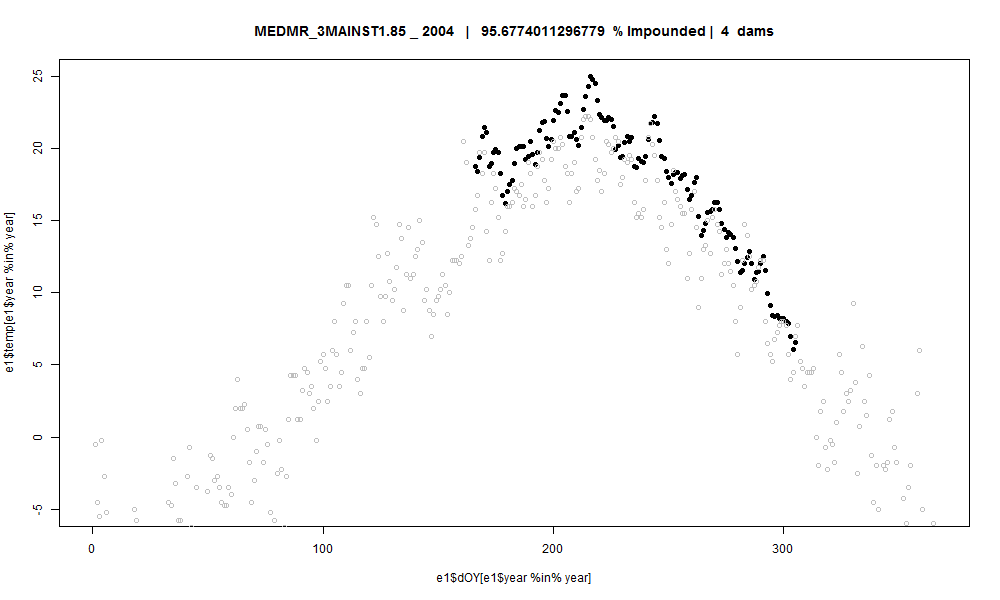 MEDMR_3MAINST1.85 _ 2004 | 95.6774011296779 % Impounded | 4 dams
25
20
15
10
5
0
-5
e1$temp[e1$year %in% year]
0 100 200 300
e1$dOY[e1$year %in% year]